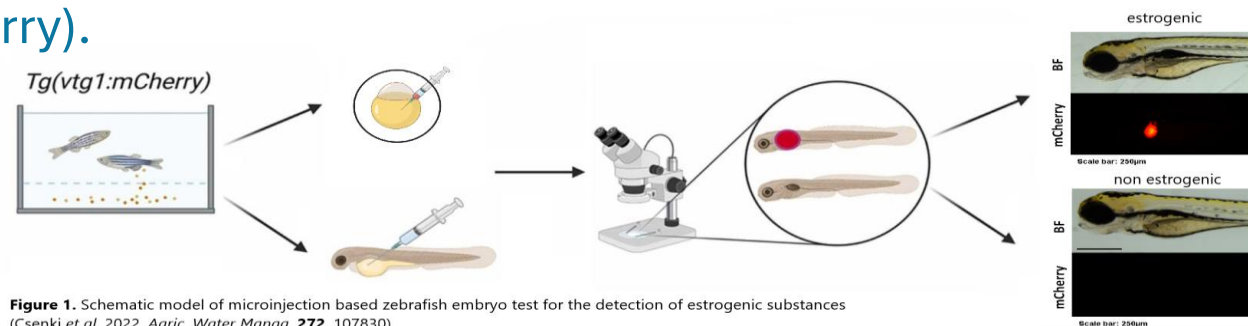 rry).
Tg(vtg1:mCherry)
estrogenic
BF
mCherry
Scale bar: 250µm
non estrogenic
BF
mCherry
Scale bar: 250µm
Figure 1. Schematic model of microinjection based zebrafish embryo test for the detection of estrogenic substances
(Csenki et al. 2022, Agric. Water Manag. 272, 107830)